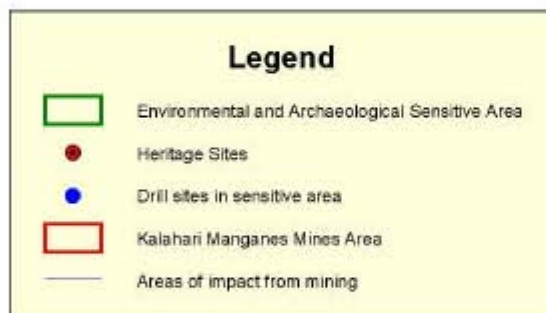 Legend
Environmental and Archaeological Sensitive Area
Heritage Sites
Drill sites in sensitive area
Kalahari Manganes Mines Area
Areas of impact from mining